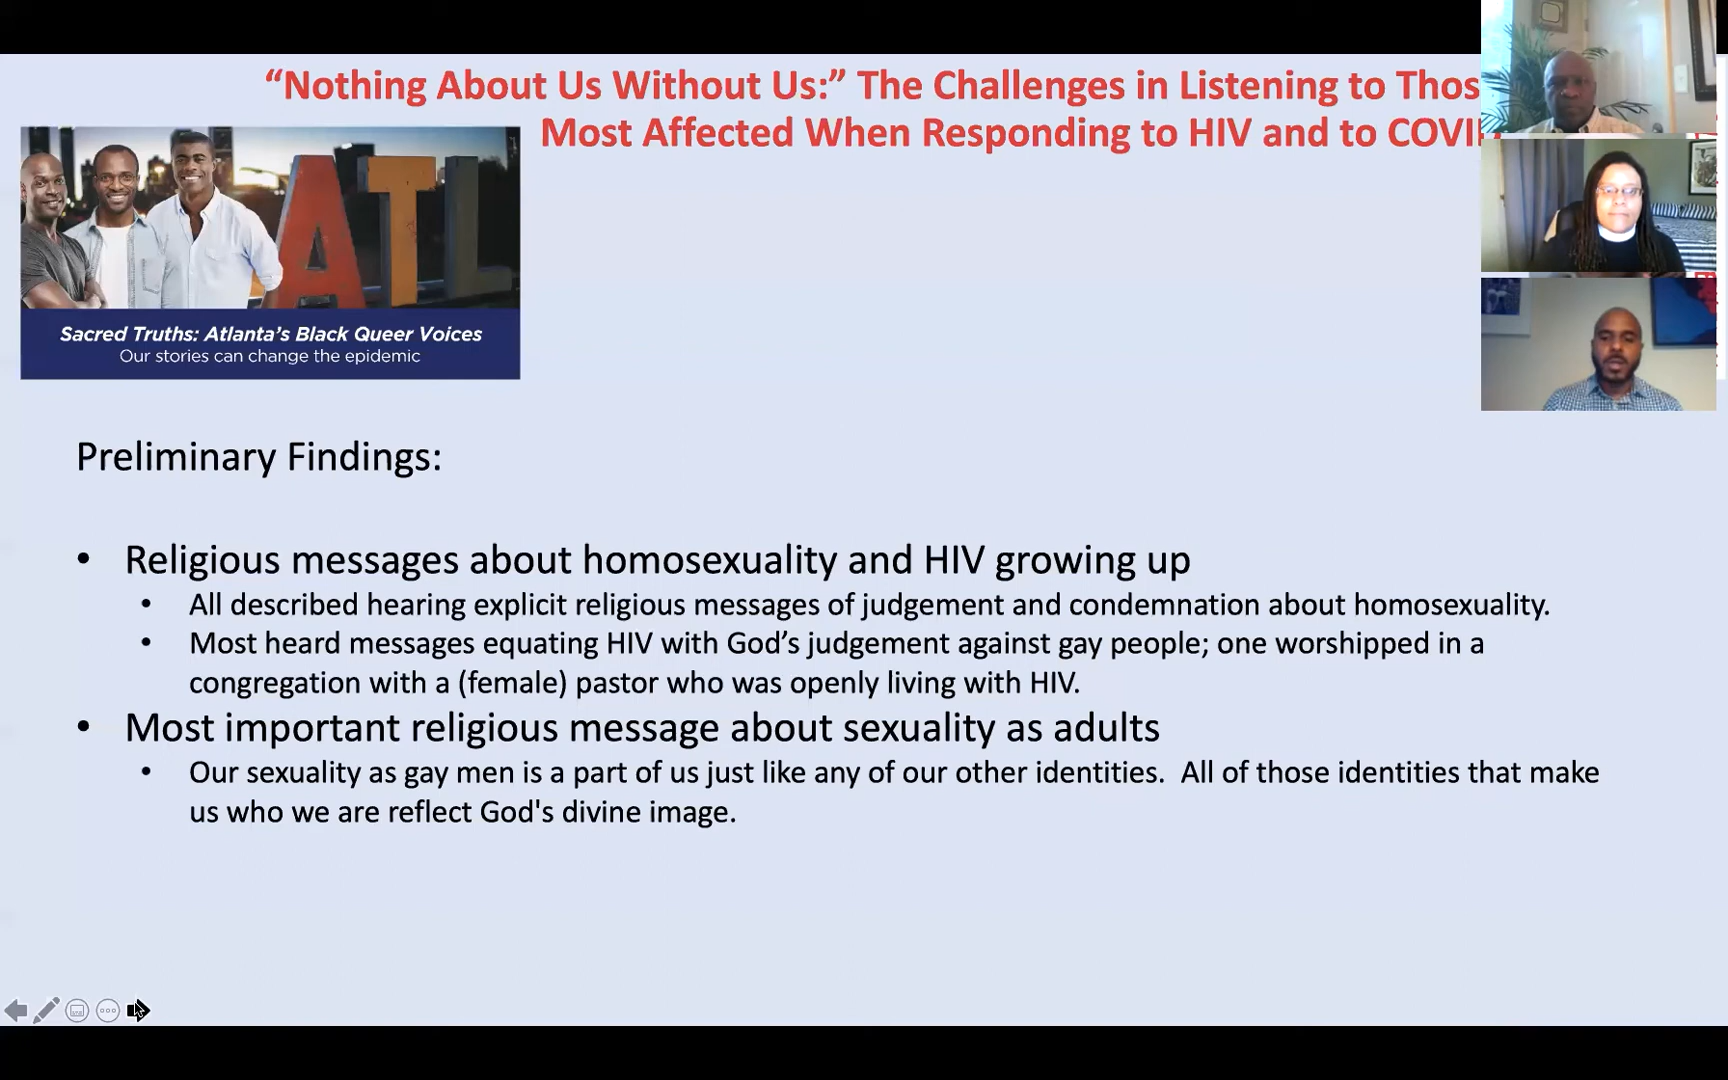 “Nothing About Us Without Us:” The Challenges in Listening to Thos
Most Affected When Responding to HIV and to COVI
ATL
Sacred Truths: Atlanta’s Black Queer Voices
Our stories can change the epidemic
Preliminary Findings:
• Religious messages about homosexuality and HIV growing up
• All described hearing explicit religious messages of judgement and condemnation about homosexuality.
• Most heard messages equating HIV with God’s judgement against gay people; one worshipped in a
congregation with a (female) pastor who was openly living with HIV.
• Most important religious message about sexuality as adults
• Our sexuality as gay men is a part of us just like any of our other identities.  All of those identities that make
us who we are reflect God's divine image.